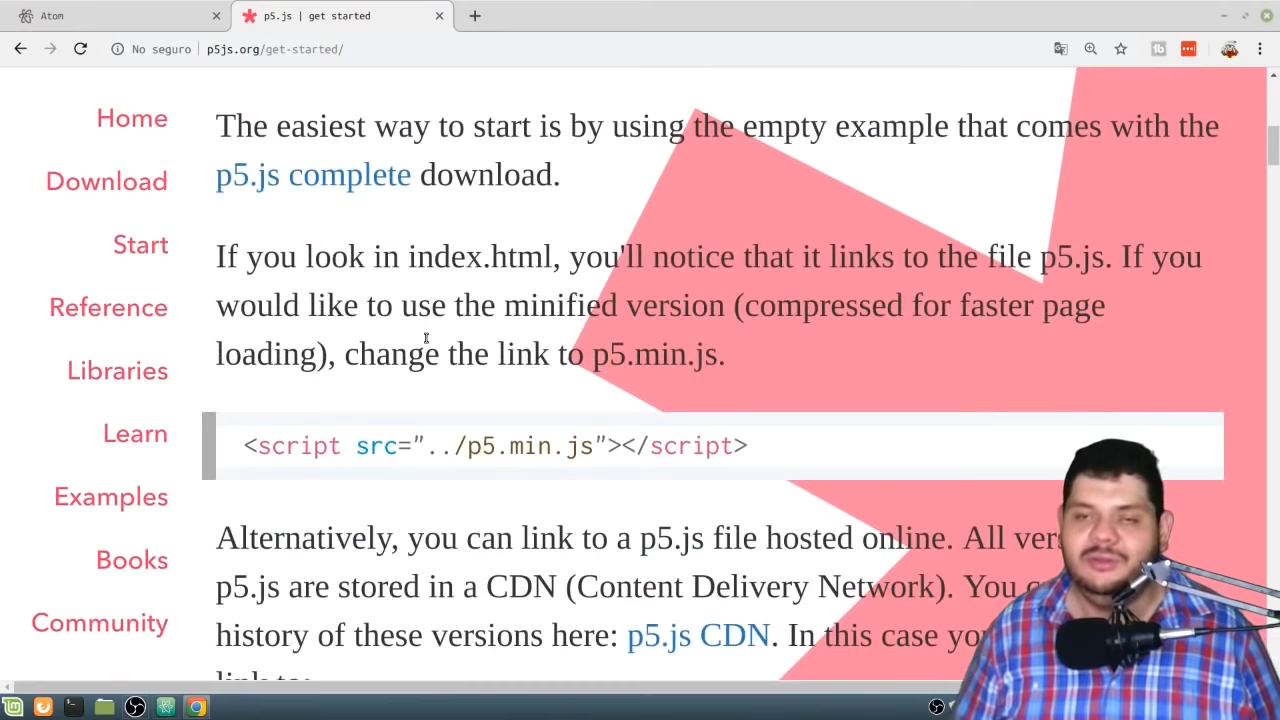 Atom
p5.js | get started
No seguro
p5js.org/get-started/
Home
Download
Start
Reference
Libraries
Learn
Examples
Books
Community
The easiest way to start is by using the empty example that comes with the
p5.js complete download.
If you look in index.html, you'll notice that it links to the file p5.js. If you
would like to use the minified version (compressed for faster page
loading), change the link to p5.min.js.
<script src="../p5.min.js"></script>
Alternatively, you can link to a p5.js file hosted online. All
p5.js are stored in a CDN (Content Delivery Network). You
history of these versions here: p5.js CDN. In this case